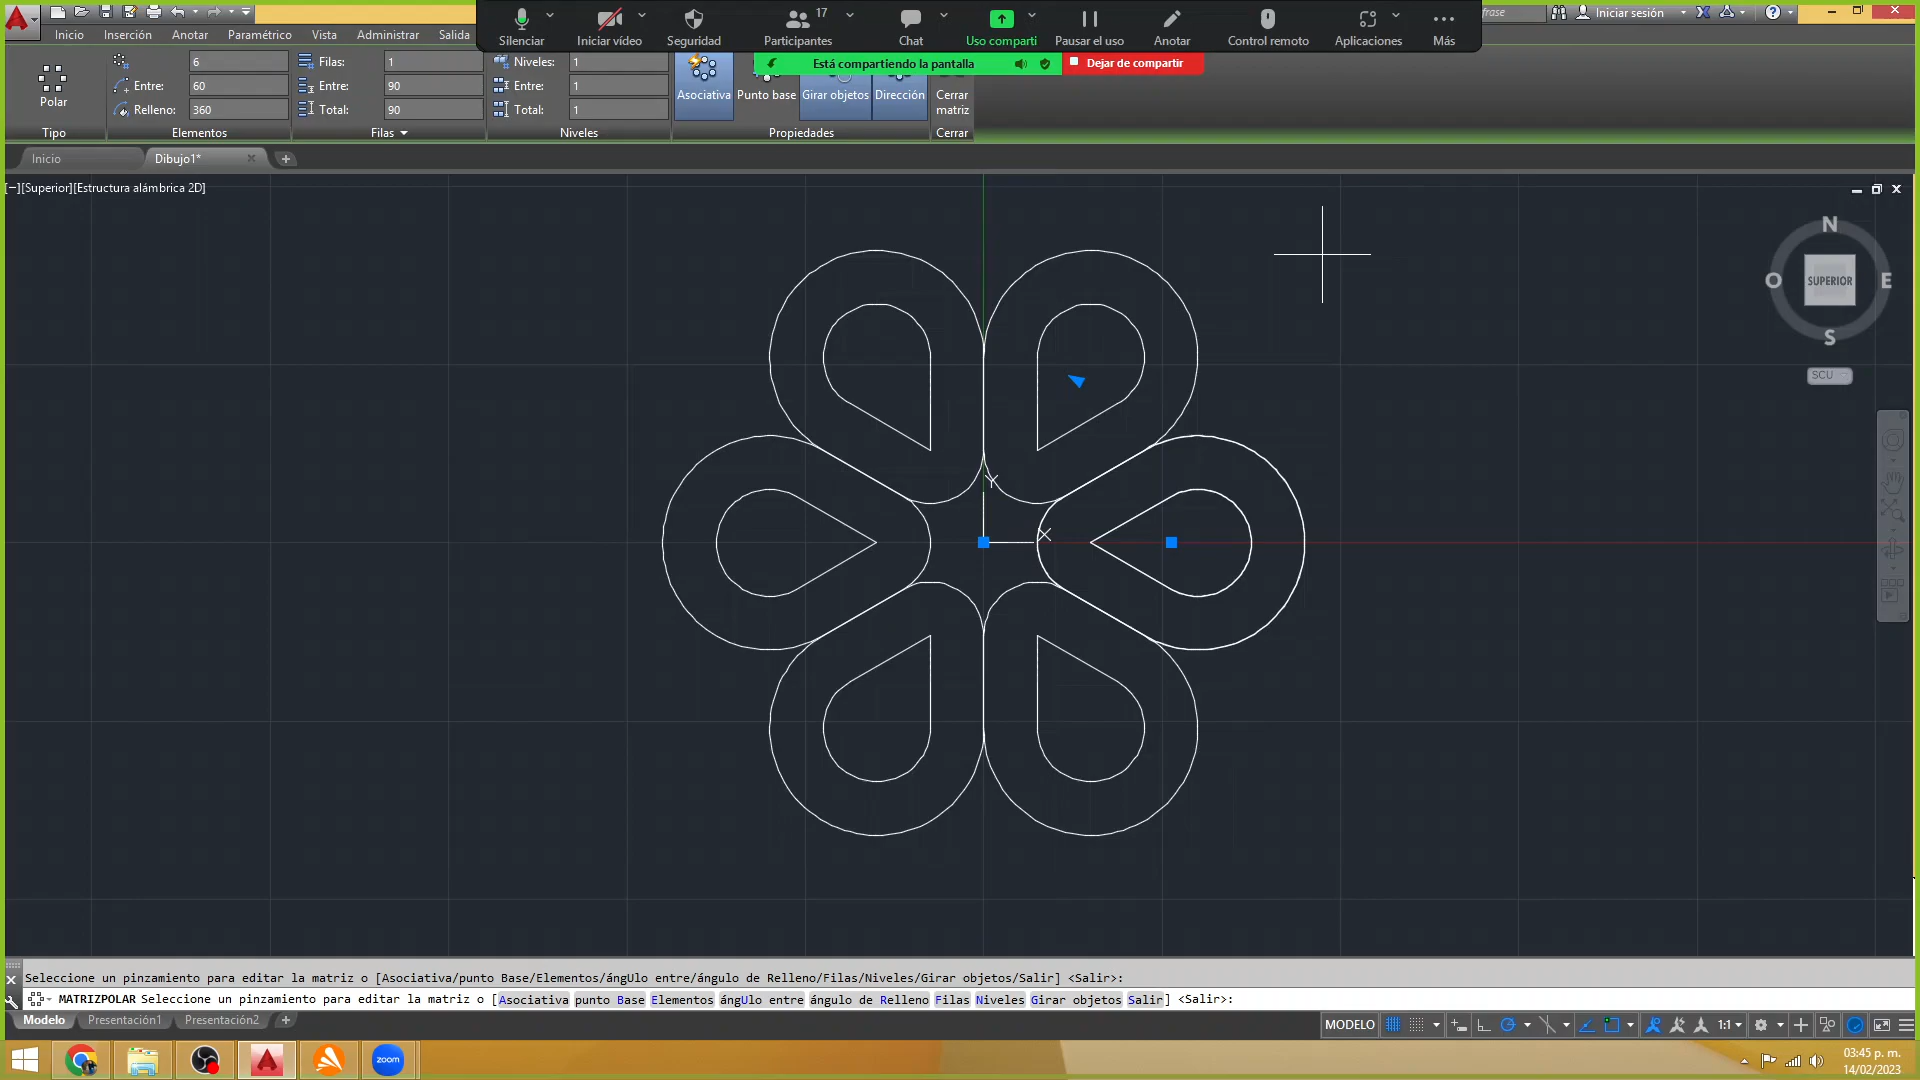 17
Silenciar
Iniciar vídeo
Seguridad
Participantes
Chat
Uso comparti
Pausar el uso
Anotar
Control remoto
Aplicaciones
Más
frase
Iniciar sesión
Está compartiendo la pantalla
Dejar de compartir
Inicio
Inserción
Anotar
Paramétrico
Vista
Administrar
Salida
Polar
6
Entre: 60
Relleno: 360
Filas: 1
Entre: 90
Total: 90
Niveles: 1
Entre: 1
Total: 1
Asociativa
Punto base
Girar objetos
Dirección
Cerrar
matriz
Tipo
Elementos
Filas
Niveles
Propiedades
Cerrar
Inicio
Dibujo1*
[−][Superior][Estructura alámbrica 2D]
N
O
SUPERIOR
E
S
SCU
Y
X
Seleccione un pinzamiento para editar la matriz o [Asociativa/punto Base/Elementos/ángUlo entre/ángulo de Relleno/Filas/Niveles/Girar objetos/Salir] <Salir>:
MATRIZPOLAR Seleccione un pinzamiento para editar la matriz o [Asociativa punto Base Elementos ángUlo entre ángulo de Relleno Filas Niveles Girar objetos Salir] <Salir>:
Modelo
Presentación1
Presentación2
MODELO
1:1
zoom
03:45 p. m.
14/02/2023